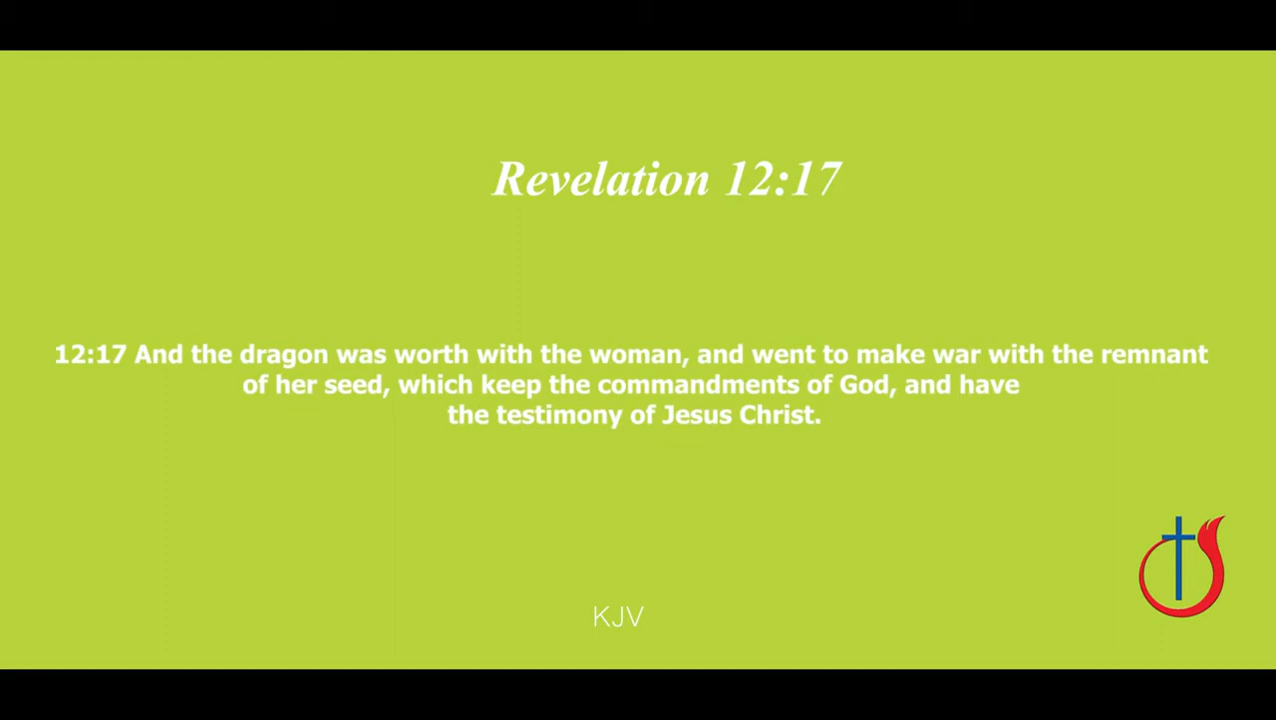 Revelation 12:17
12:17 And the dragon was worth with the woman, and went to make war with the remnant
of her seed, which keep the commandments of God, and have
the testimony of Jesus Christ.
KJV